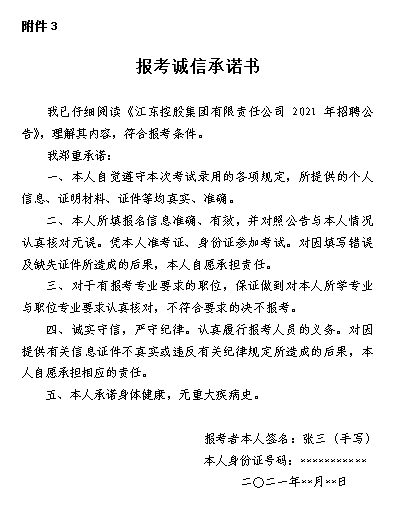 附件 3
报考诚信承诺书
我已仔细阅读《江东控股集团有限责任公司 2021 年招聘公
告》，理解其内容，符合报考条件。
我郑重承诺：
一、本人自觉遵守本次考试录用的各项规定，所提供的个人
信息、证明材料、证件等均真实、准确。
二、本人所填报名信息准确、有效，并对照公告与本人情况
认真核对无误。凭本人准考证、身份证参加考试。对因填写错误
及缺失证件所造成的后果，本人自愿承担责任。
三、对于有报考专业要求的职位，保证做到对本人所学专业
与职位专业要求认真核对，不符合要求的决不报考。
四、诚实守信，严守纪律。认真履行报考人员的义务。对因
提供有关信息证件不真实或违反有关纪律规定所造成的后果，本
人自愿承担相应的责任。
五、本人承诺身体健康，无重大疾病史。
报考者本人签名：张三（手写）
本人身份证号码：***********
二〇二一年**月**日